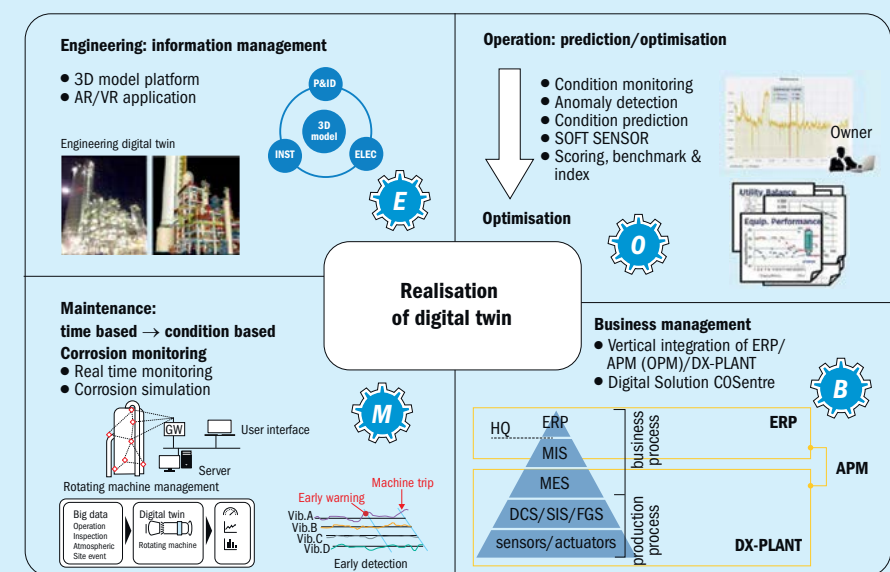 Engineering: information management
• 3D model platform
• AR/VR application
Engineering digital twin
P&ID
3D
model
INST
ELEC
E
Operation: prediction/optimisation
• Condition monitoring
• Anomaly detection
• Condition prediction
• SOFT SENSOR
• Scoring, benchmark &
index
Optimisation
Owner
Utility Balance
Equip. Performance
O
Realisation
of digital twin
Maintenance:
time based → condition based
Corrosion monitoring
• Real time monitoring
• Corrosion simulation
GW
User interface
Server
M
Rotating machine management
Big data
Operation
Inspection
Atmospheric
Site event
Digital twin
Rotating machine
Early warning
Machine trip
Vib.A
Vib.B
Vib.C
Vib.D
Early detection
Business management
• Vertical integration of ERP/
APM (OPM)/DX-PLANT
• Digital Solution COSentre
B
HQ
ERP
MIS
MES
DCS/SIS/FGS
sensors/actuators
business
process
production
process
ERP
APM
DX-PLANT